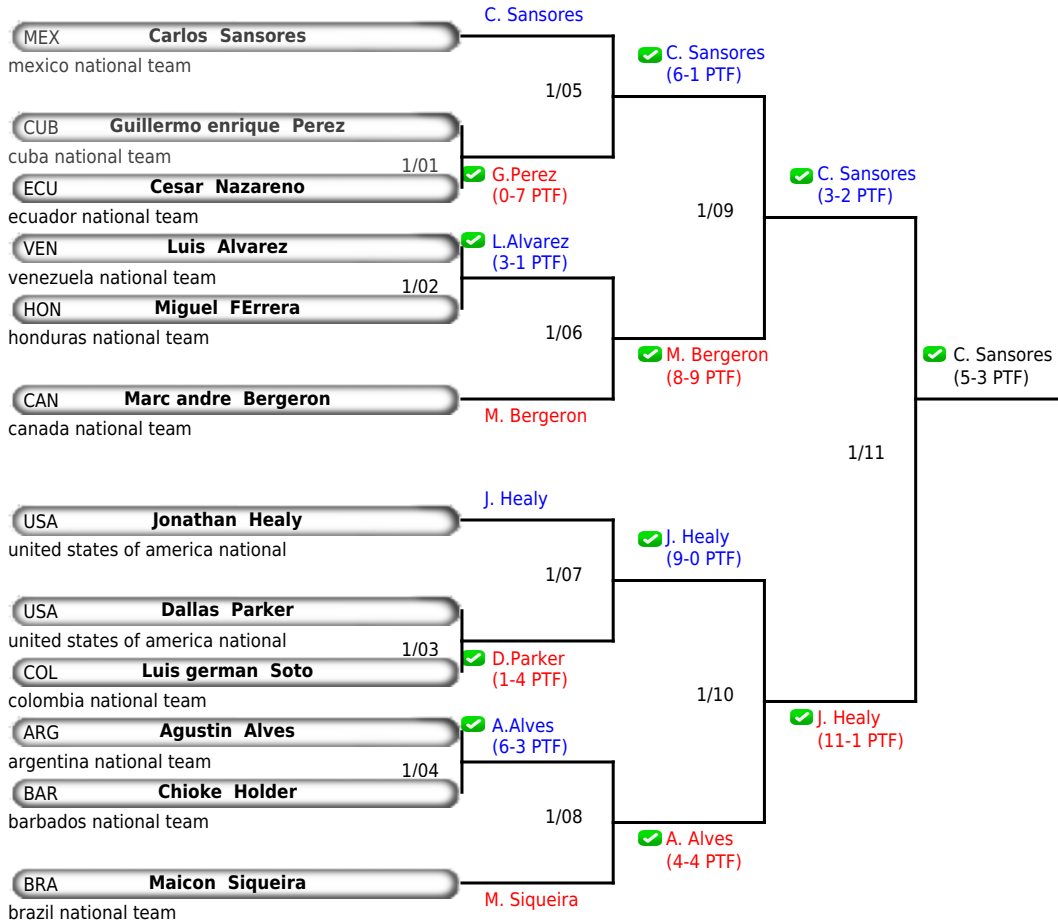 C. Sansores
MEX Carlos Sansores
mexico national team
1/05
C. Sansores
(6-1 PTF)
CUB Guillermo enrique Perez
cuba national team
1/01
G.Perez
(0-7 PTF)
ECU Cesar Nazareno
ecuador national team
1/09
C. Sansores
(3-2 PTF)
VEN Luis Alvarez
venezuela national team
L.Alvarez
(3-1 PTF)
1/02
HON Miguel FErrera
honduras national team
1/06
M. Bergeron
(8-9 PTF)
C. Sansores
(5-3 PTF)
CAN Marc andre Bergeron
canada national team
M. Bergeron
1/11
J. Healy
USA Jonathan Healy
united states of america national
J. Healy
(9-0 PTF)
1/07
USA Dallas Parker
united states of america national
1/03
D.Parker
(1-4 PTF)
COL Luis german Soto
colombia national team
1/10
J. Healy
(11-1 PTF)
ARG Agustin Alves
argentina national team
A.Alves
(6-3 PTF)
1/04
BAR Chioke Holder
barbados national team
1/08
A. Alves
(4-4 PTF)
BRA Maicon Siqueira
brazil national team
M. Siqueira